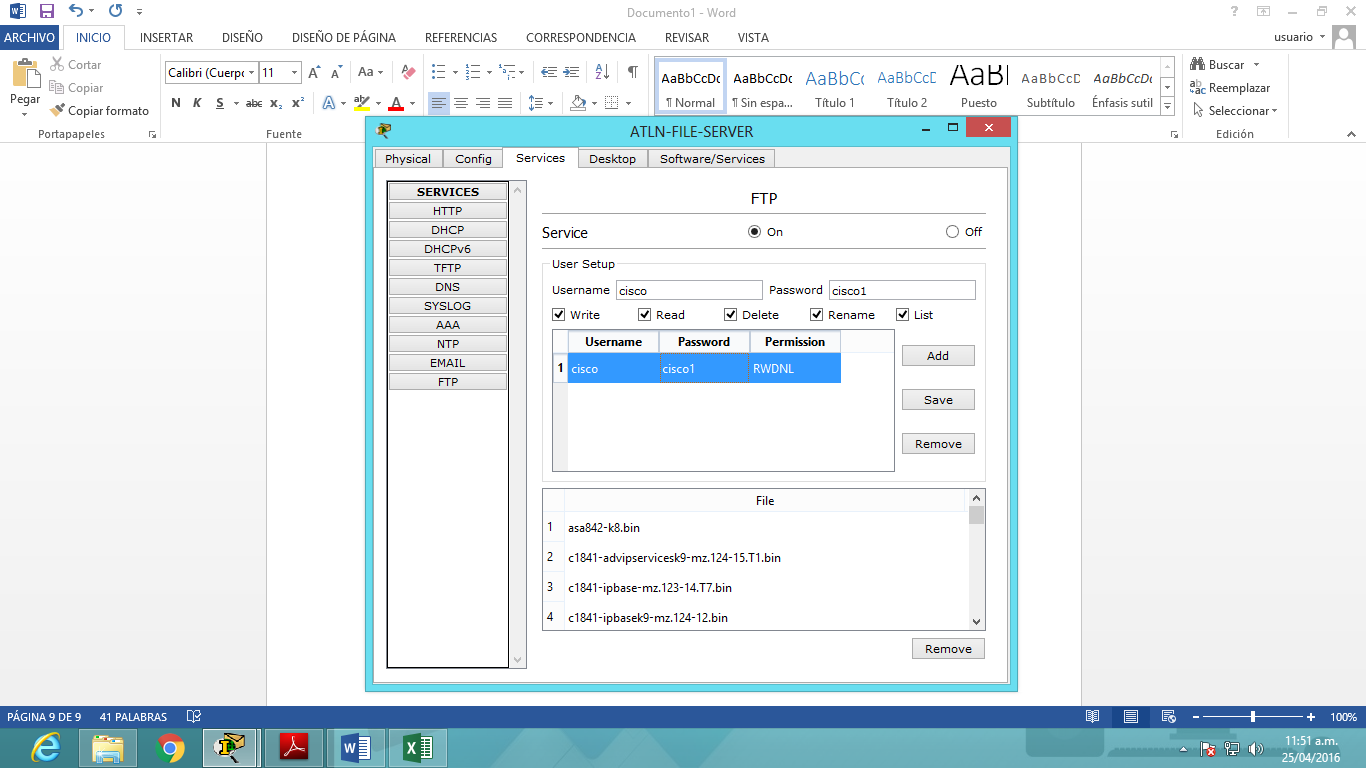 Documento1 - Word
ARCHIVO INICIO INSERTAR DISEÑO DISEÑO DE PÁGINA REFERENCIAS CORRESPONDENCIA REVISAR VISTA usuario
Pegar
Cortar
Copiar
Copiar formato
Portapapeles
Calibri (Cuerpo 11
Aa
N K S abc x₂ x²
Fuente
AaBbCcDc AaBbCcDc AaBbCc AaBbCcD AaB AaBbCcD AaBbCcDc
¶ Normal ¶ Sin espa... Título 1 Título 2 Puesto Subtítulo Énfasis sutil
Buscar
Reemplazar
Seleccionar
Edición
ATLN-FILE-SERVER
Physical Config Services Desktop Software/Services
SERVICES
HTTP
DHCP
DHCPv6
TFTP
DNS
SYSLOG
AAA
NTP
EMAIL
FTP
FTP
Service On Off
User Setup
Username cisco Password cisco1
Write Read Delete Rename List
Username Password Permission
1 cisco cisco1 RWDNL
Add
Save
Remove
File
1 asa842-k8.bin
2 c1841-advipservicesk9-mz.124-15.T1.bin
3 c1841-ipbase-mz.123-14.T7.bin
4 c1841-ipbasek9-mz.124-12.bin
Remove
PÁGINA 9 DE 9 41 PALABRAS 100%
11:51 a.m.
25/04/2016